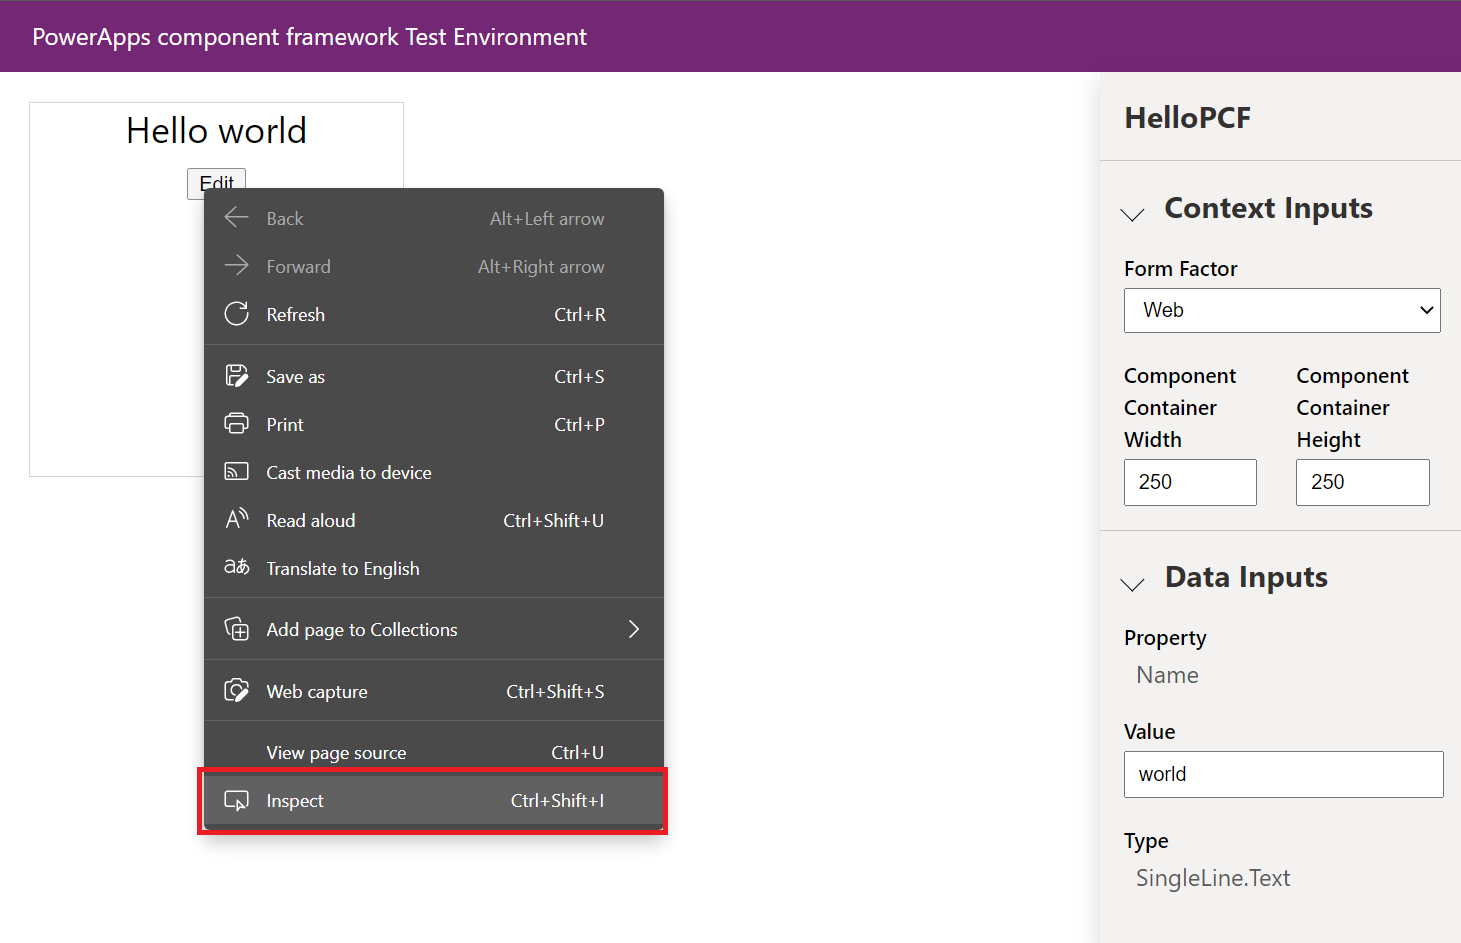 PowerApps component framework Test Environment
Hello world
Edit
Back Alt+Left arrow
Forward Alt+Right arrow
Refresh Ctrl+R
Save as Ctrl+S
Print Ctrl+P
Cast media to device
Read aloud Ctrl+Shift+U
Translate to English
Add page to Collections
Web capture Ctrl+Shift+S
View page source Ctrl+U
Inspect Ctrl+Shift+I
HelloPCF
Context Inputs
Form Factor
Web
Component
Container
Width
250
Component
Container
Height
250
Data Inputs
Property
Name
Value
world
Type
SingleLine.Text